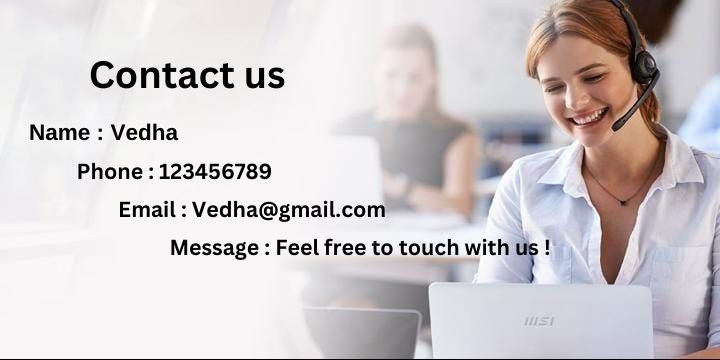 Contact us
Name : Vedha
Phone : 123456789
Email : Vedha@gmail.com
Message : Feel free to touch with us !
msi